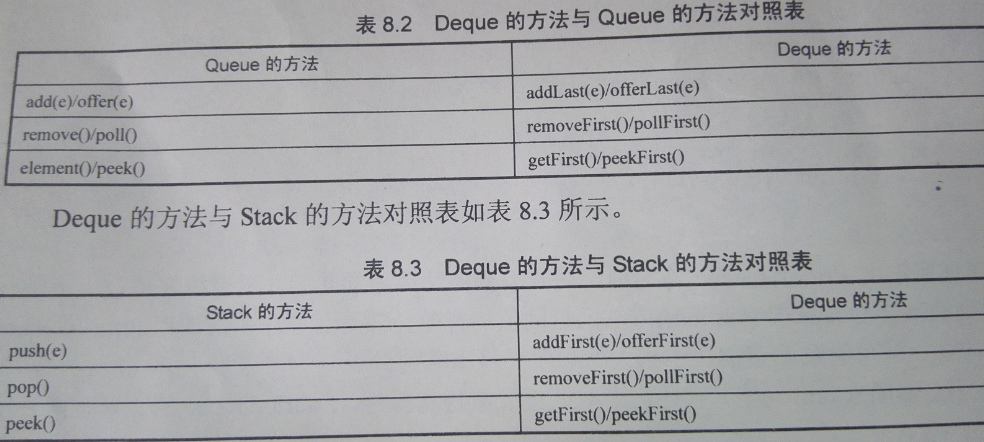 表 8.2 Deque 的方法与 Queue 的方法对照表
Queue 的方法 Deque 的方法
add(e)/offer(e) addLast(e)/offerLast(e)
remove()/poll() removeFirst()/pollFirst()
element()/peek() getFirst()/peekFirst()
Deque 的方法与 Stack 的方法对照表如表 8.3 所示。
表 8.3 Deque 的方法与 Stack 的方法对照表
Stack 的方法 Deque 的方法
push(e) addFirst(e)/offerFirst(e)
pop() removeFirst()/pollFirst()
peek() getFirst()/peekFirst()